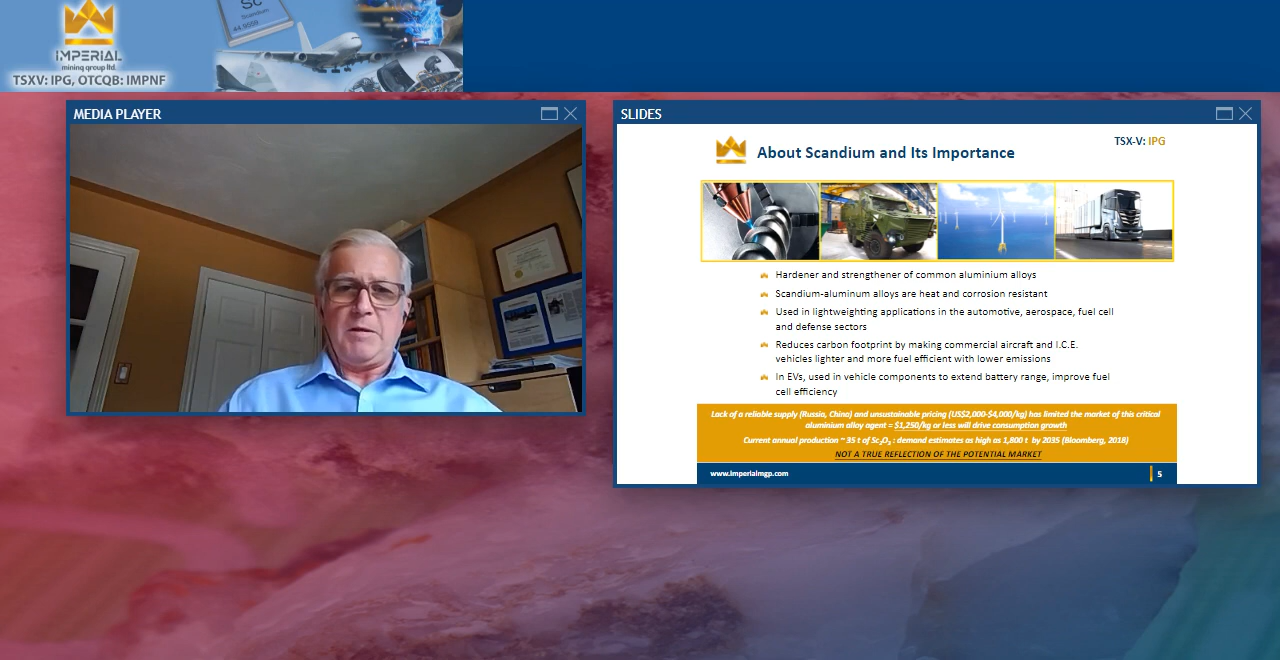 Sc
Scandium
44.9559
IMPERIAL
mining group ltd.
TSXV: IPG, OTCQB: IMPNF
MEDIA PLAYER
SLIDES
TSX-V: IPG
About Scandium and Its Importance
Hardener and strengthener of common aluminium alloys
Scandium-aluminum alloys are heat and corrosion resistant
Used in lightweighting applications in the automotive, aerospace, fuel cell
and defense sectors
Reduces carbon footprint by making commercial aircraft and I.C.E.
vehicles lighter and more fuel efficient with lower emissions
In EVs, used in vehicle components to extend battery range, improve fuel
cell efficiency
Lack of a reliable supply (Russia, China) and unsustainable pricing (US$2,000-$4,000/kg) has limited the market of this critical
aluminium alloy agent = $1,250/kg or less will drive consumption growth
Current annual production ~ 35 t of Sc₂O₃ : demand estimates as high as 1,800 t by 2035 (Bloomberg, 2018)
NOT A TRUE REFLECTION OF THE POTENTIAL MARKET
www.imperialmgp.com
5